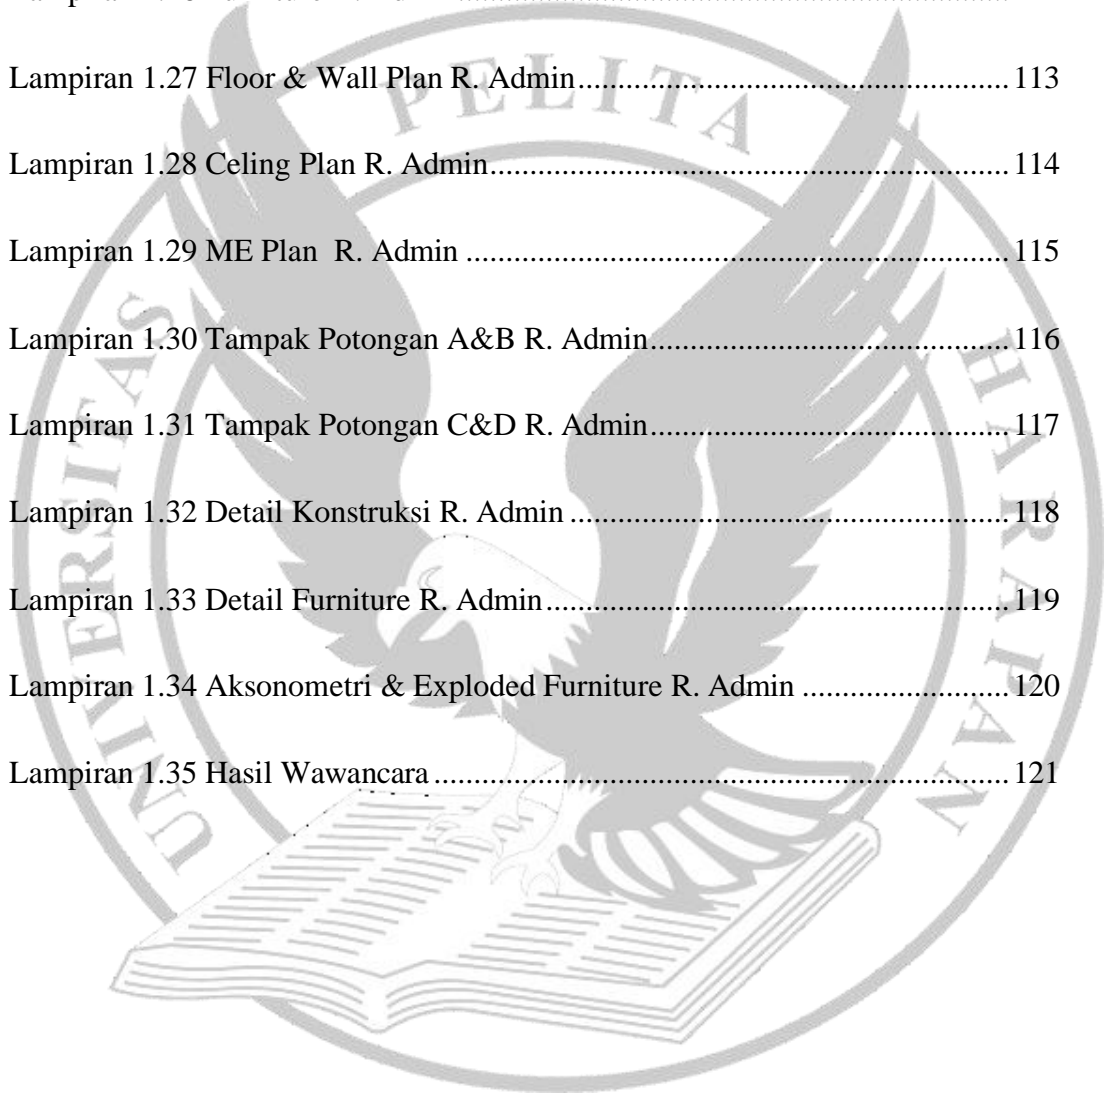 Lampiran 1.27 Floor & Wall Plan R. Admin..................................................... 113
Lampiran 1.28 Celing Plan R. Admin................................................................ 114
Lampiran 1.29 ME Plan  R. Admin ................................................................... 115
Lampiran 1.30 Tampak Potongan A&B R. Admin............................................ 116
Lampiran 1.31 Tampak Potongan C&D R. Admin............................................ 117
Lampiran 1.32 Detail Konstruksi R. Admin ...................................................... 118
Lampiran 1.33 Detail Furniture R. Admin......................................................... 119
Lampiran 1.34 Aksonometri & Exploded Furniture R. Admin ......................... 120
Lampiran 1.35 Hasil Wawancara ....................................................................... 121
UNIVERSITAS PELITA HARAPAN